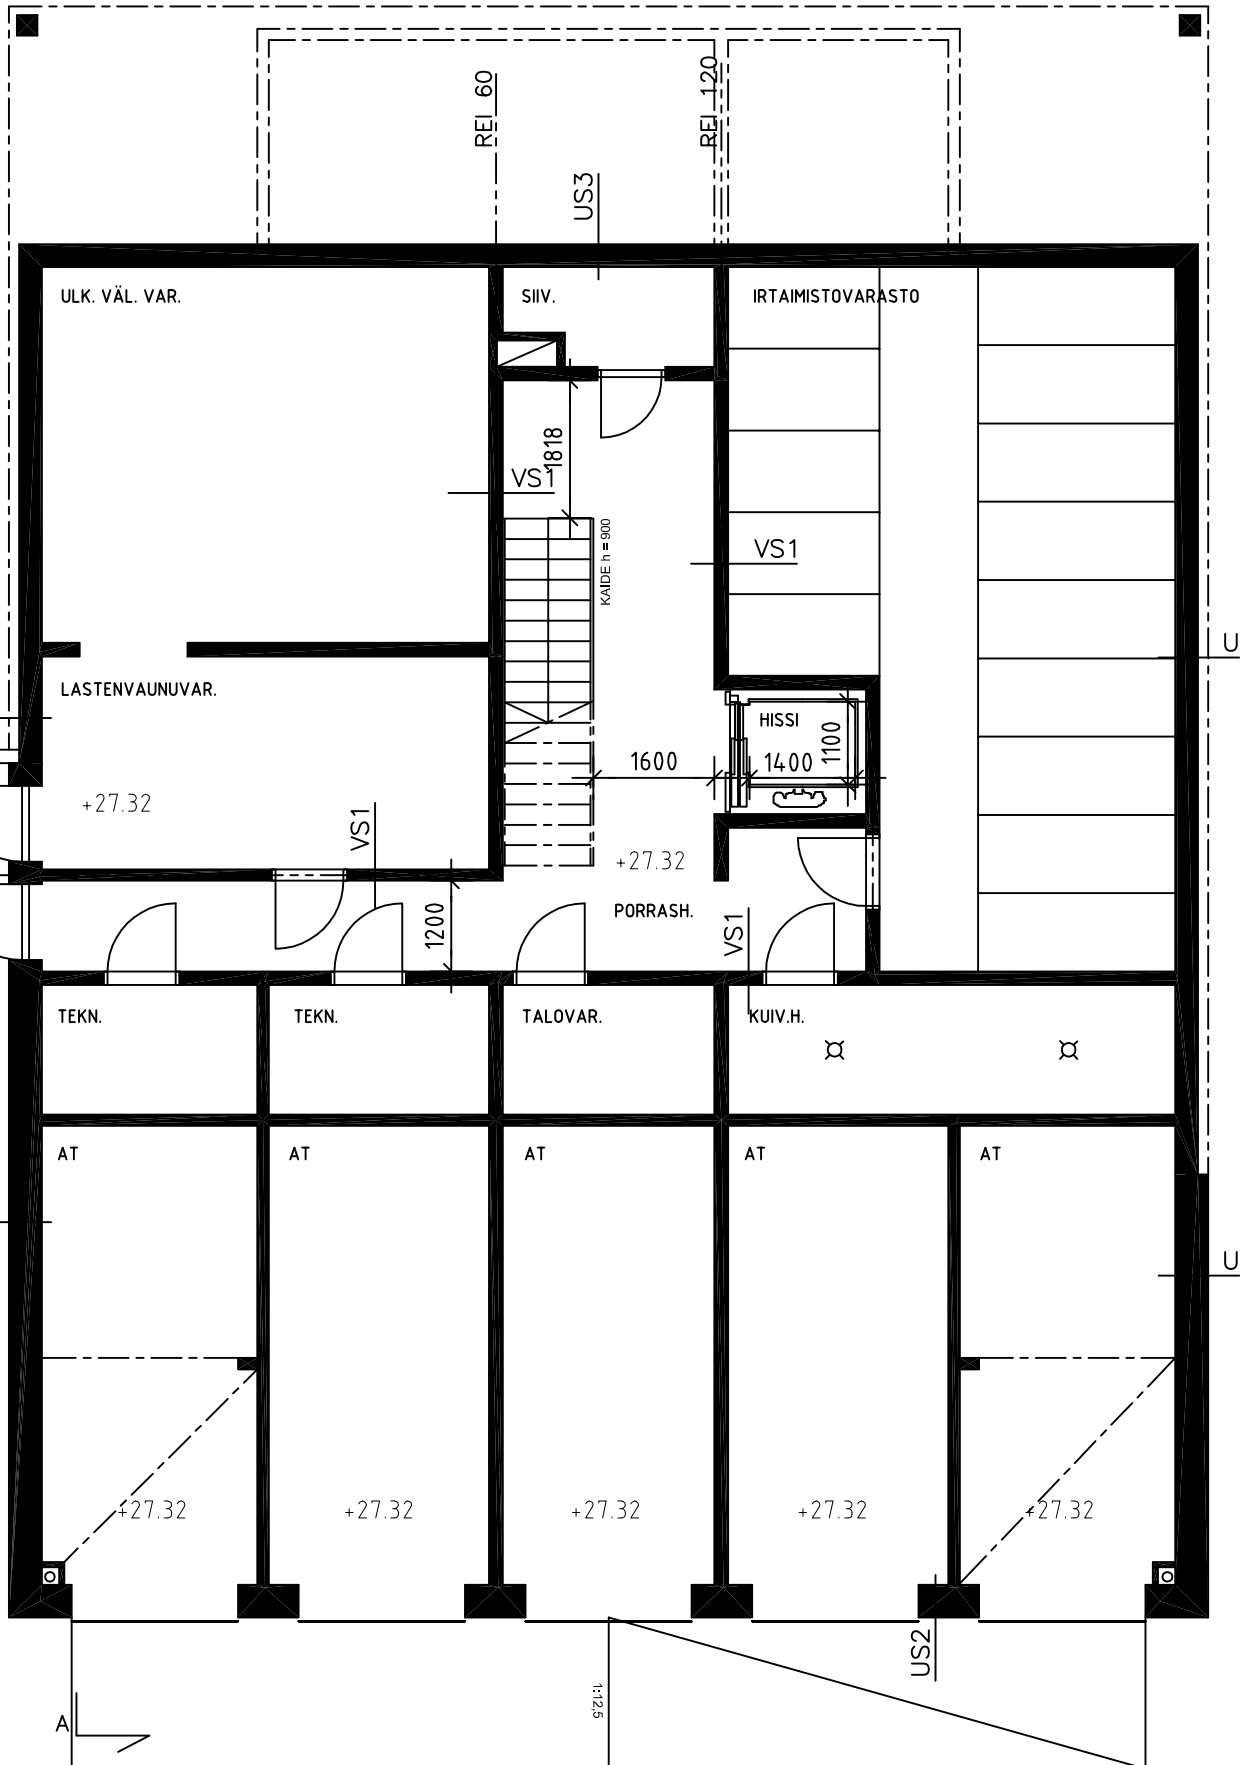 REI 60
REI 120
US3
ULK. VÄL. VAR.
SIIV.
IRTAIMISTOVARASTO
1818
VS1
KAIDE h = 900
VS1
U
LASTENVAUNUVAR.
HISSI
1600
1400
1100
+27.32
VS1
+27.32
PORRASH.
1200
VS1
TEKN.
TEKN.
TALOVAR.
KUIV.H.
AT
AT
AT
AT
AT
U
+27.32
+27.32
+27.32
+27.32
+27.32
US2
1:12,5
A